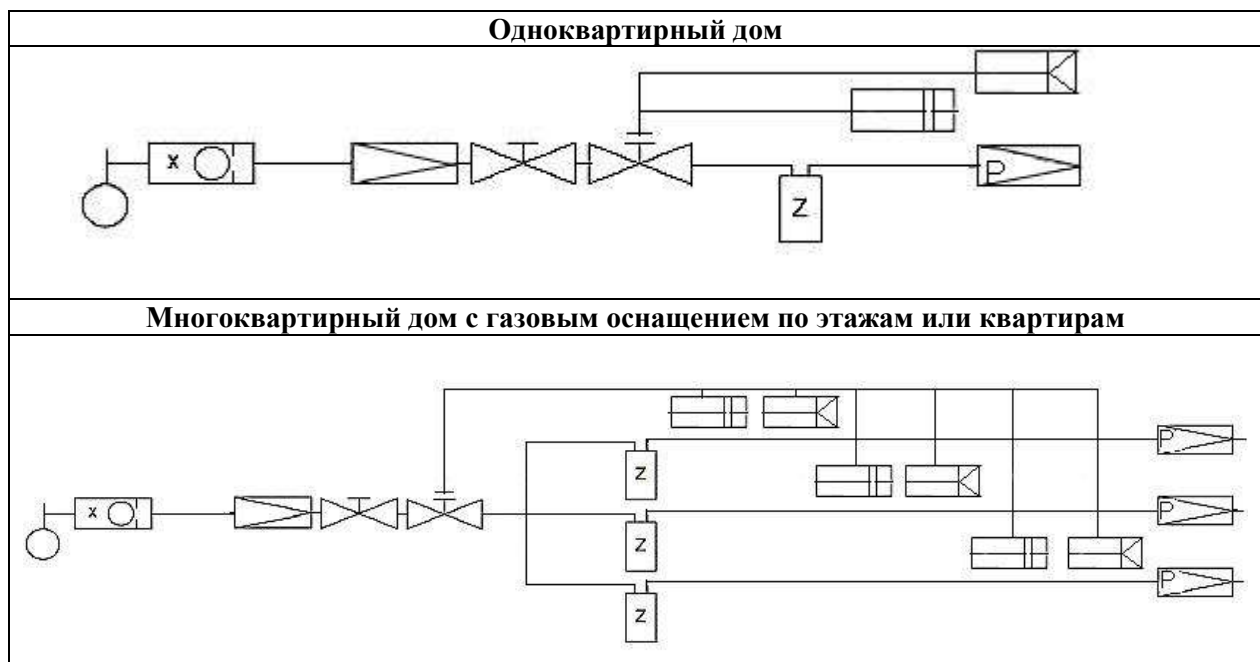 Одноквартирный дом
x
P
Z
Многоквартирный дом с газовым оснащением по этажам или квартирам
P
Z
x
P
Z
P
Z